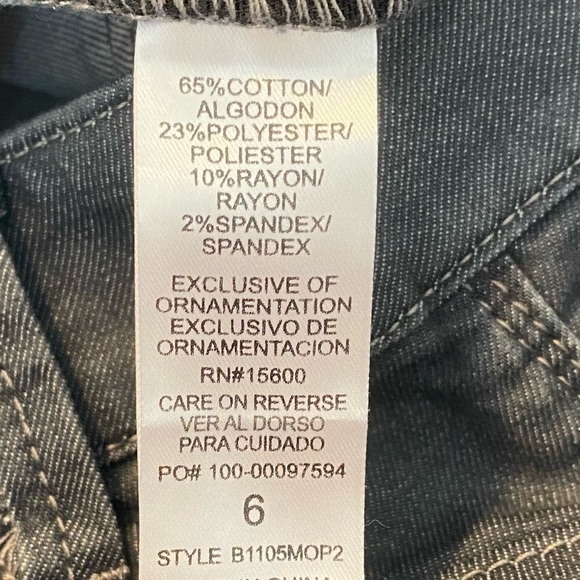 65%COTTON/
ALGODON
23%POLYESTER/
POLIESTER
10%RAYON/
RAYON
2%SPANDEX/
SPANDEX
EXCLUSIVE OF
ORNAMENTATION
EXCLUSIVO DE
ORNAMENTACION
RN#15600
CARE ON REVERSE
VER AL DORSO
PARA CUIDADO
PO# 100-00097594
6
STYLE B1105MOP2